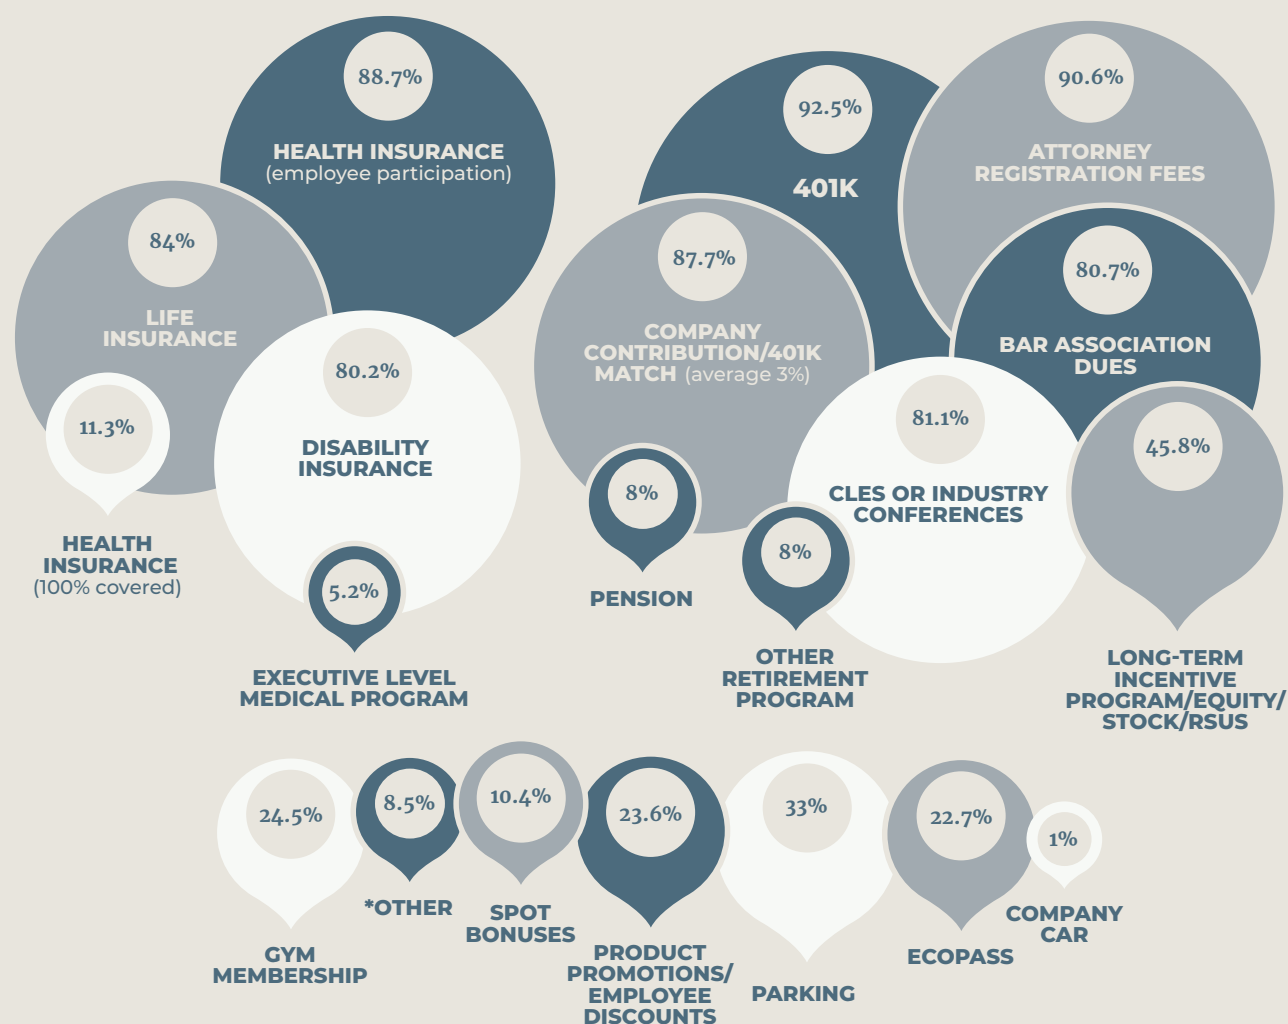 88.7%
HEALTH INSURANCE
(employee participation)
84%
LIFE
INSURANCE
11.3%
HEALTH
INSURANCE
(100% covered)
80.2%
DISABILITY
INSURANCE
5.2%
EXECUTIVE LEVEL
MEDICAL PROGRAM
92.5%
401K
87.7%
COMPANY
CONTRIBUTION/401K
MATCH (average 3%)
8%
PENSION
8%
OTHER
RETIREMENT
PROGRAM
90.6%
ATTORNEY
REGISTRATION FEES
80.7%
BAR ASSOCIATION
DUES
81.1%
CLES OR INDUSTRY
CONFERENCES
45.8%
LONG-TERM
INCENTIVE
PROGRAM/EQUITY/
STOCK/RSUS
24.5%
GYM
MEMBERSHIP
8.5%
*OTHER
10.4%
SPOT
BONUSES
23.6%
PRODUCT
PROMOTIONS/
EMPLOYEE
DISCOUNTS
33%
PARKING
22.7%
ECOPASS
1%
COMPANY
CAR